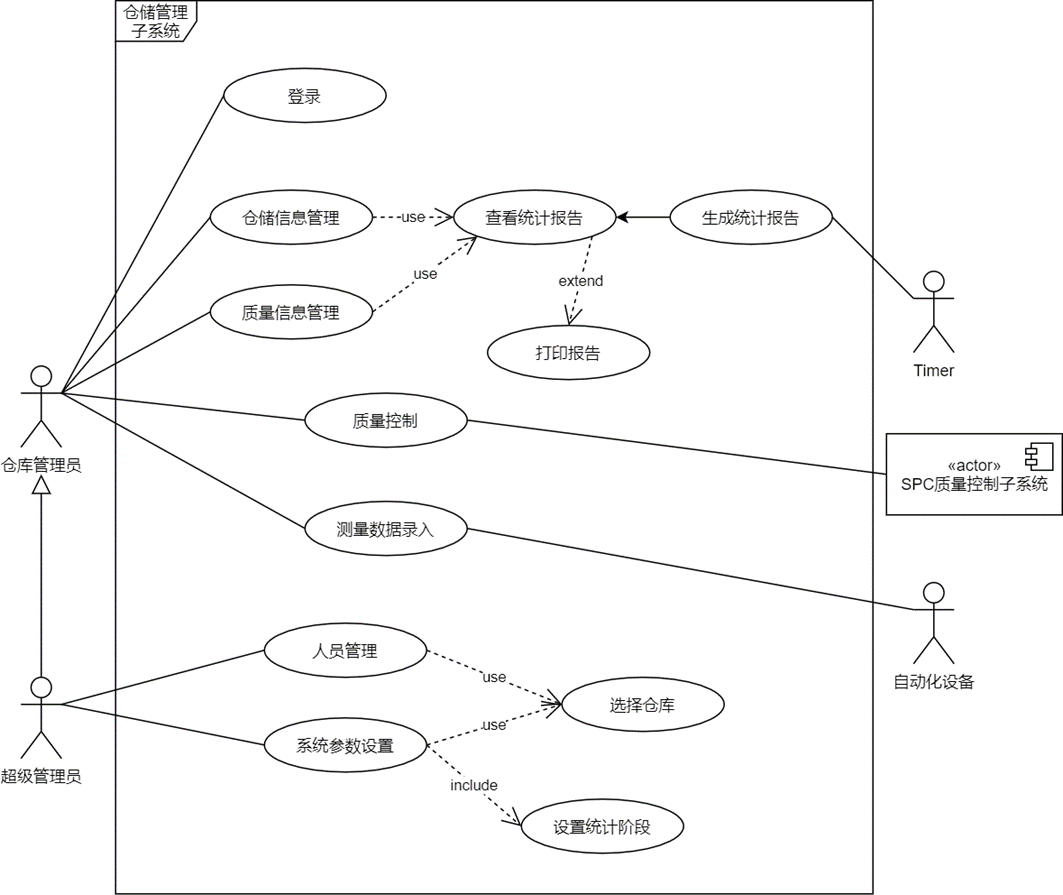 仓储管理
子系统
登录
仓储信息管理
use
查看统计报告
生成统计报告
质量信息管理
use
extend
打印报告
Timer
仓库管理员
质量控制
«actor»
SPC质量控制子系统
测量数据录入
自动化设备
人员管理
use
选择仓库
use
系统参数设置
超级管理员
include
设置统计阶段